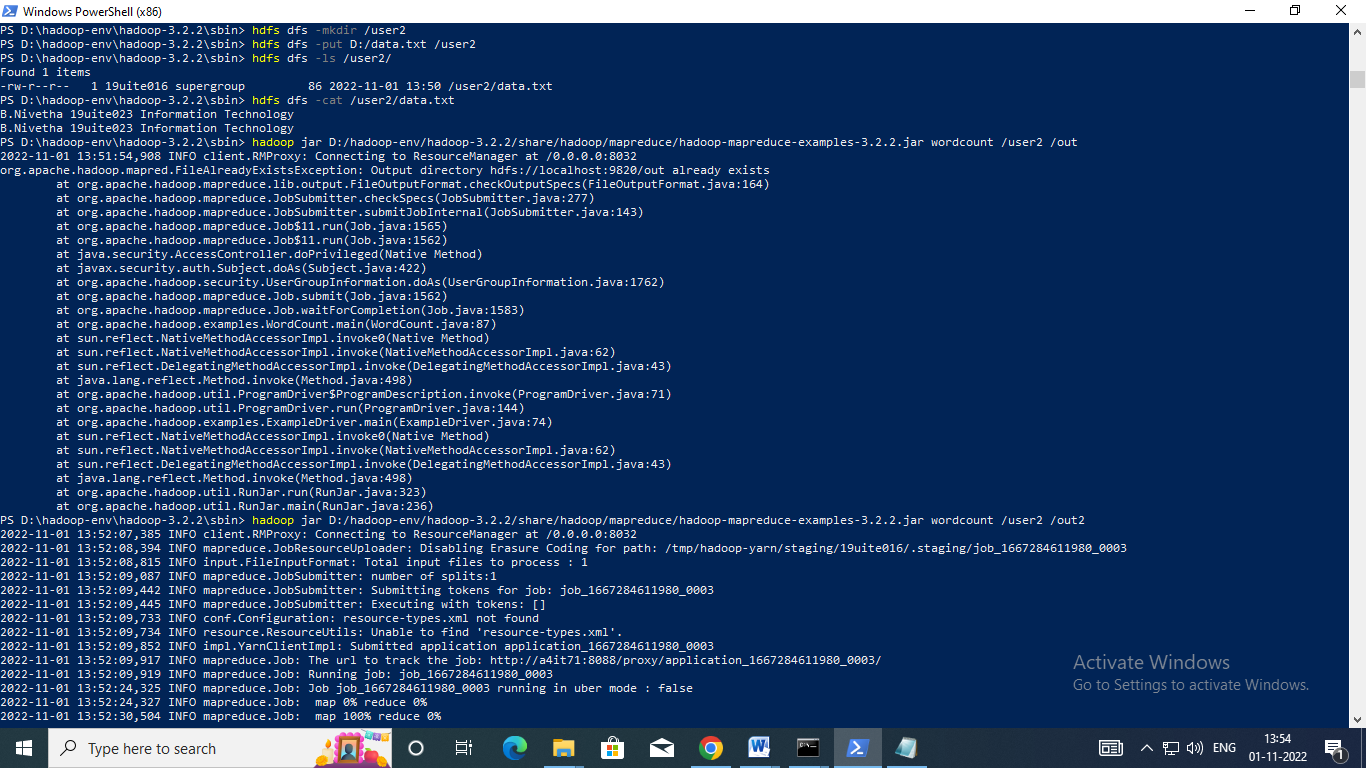 Windows PowerShell (x86)
PS D:\hadoop-env\hadoop-3.2.2\sbin> hdfs dfs -mkdir /user2
PS D:\hadoop-env\hadoop-3.2.2\sbin> hdfs dfs -put D:/data.txt /user2
PS D:\hadoop-env\hadoop-3.2.2\sbin> hdfs dfs -ls /user2/
Found 1 items
-rw-r--r--   1 19uite016 supergroup         86 2022-11-01 13:50 /user2/data.txt
PS D:\hadoop-env\hadoop-3.2.2\sbin> hdfs dfs -cat /user2/data.txt
B.Nivetha 19uite023 Information Technology
B.Nivetha 19uite023 Information Technology
PS D:\hadoop-env\hadoop-3.2.2\sbin> hadoop jar D:/hadoop-env/hadoop-3.2.2/share/hadoop/mapreduce/hadoop-mapreduce-examples-3.2.2.jar wordcount /user2 /out
2022-11-01 13:51:54,908 INFO client.RMProxy: Connecting to ResourceManager at /0.0.0.0:8032
org.apache.hadoop.mapred.FileAlreadyExistsException: Output directory hdfs://localhost:9820/out already exists
        at org.apache.hadoop.mapreduce.lib.output.FileOutputFormat.checkOutputSpecs(FileOutputFormat.java:164)
        at org.apache.hadoop.mapreduce.JobSubmitter.checkSpecs(JobSubmitter.java:277)
        at org.apache.hadoop.mapreduce.JobSubmitter.submitJobInternal(JobSubmitter.java:143)
        at org.apache.hadoop.mapreduce.Job$11.run(Job.java:1565)
        at org.apache.hadoop.mapreduce.Job$11.run(Job.java:1562)
        at java.security.AccessController.doPrivileged(Native Method)
        at javax.security.auth.Subject.doAs(Subject.java:422)
        at org.apache.hadoop.security.UserGroupInformation.doAs(UserGroupInformation.java:1762)
        at org.apache.hadoop.mapreduce.Job.submit(Job.java:1562)
        at org.apache.hadoop.mapreduce.Job.waitForCompletion(Job.java:1583)
        at org.apache.hadoop.examples.WordCount.main(WordCount.java:87)
        at sun.reflect.NativeMethodAccessorImpl.invoke0(Native Method)
        at sun.reflect.NativeMethodAccessorImpl.invoke(NativeMethodAccessorImpl.java:62)
        at sun.reflect.DelegatingMethodAccessorImpl.invoke(DelegatingMethodAccessorImpl.java:43)
        at java.lang.reflect.Method.invoke(Method.java:498)
        at org.apache.hadoop.util.ProgramDriver$ProgramDescription.invoke(ProgramDriver.java:71)
        at org.apache.hadoop.util.ProgramDriver.run(ProgramDriver.java:144)
        at org.apache.hadoop.examples.ExampleDriver.main(ExampleDriver.java:74)
        at sun.reflect.NativeMethodAccessorImpl.invoke0(Native Method)
        at sun.reflect.NativeMethodAccessorImpl.invoke(NativeMethodAccessorImpl.java:62)
        at sun.reflect.DelegatingMethodAccessorImpl.invoke(DelegatingMethodAccessorImpl.java:43)
        at java.lang.reflect.Method.invoke(Method.java:498)
        at org.apache.hadoop.util.RunJar.run(RunJar.java:323)
        at org.apache.hadoop.util.RunJar.main(RunJar.java:236)
PS D:\hadoop-env\hadoop-3.2.2\sbin> hadoop jar D:/hadoop-env/hadoop-3.2.2/share/hadoop/mapreduce/hadoop-mapreduce-examples-3.2.2.jar wordcount /user2 /out2
2022-11-01 13:52:07,385 INFO client.RMProxy: Connecting to ResourceManager at /0.0.0.0:8032
2022-11-01 13:52:08,394 INFO mapreduce.JobResourceUploader: Disabling Erasure Coding for path: /tmp/hadoop-yarn/staging/19uite016/.staging/job_1667284611980_0003
2022-11-01 13:52:08,815 INFO input.FileInputFormat: Total input files to process : 1
2022-11-01 13:52:09,087 INFO mapreduce.JobSubmitter: number of splits:1
2022-11-01 13:52:09,442 INFO mapreduce.JobSubmitter: Submitting tokens for job: job_1667284611980_0003
2022-11-01 13:52:09,445 INFO mapreduce.JobSubmitter: Executing with tokens: []
2022-11-01 13:52:09,733 INFO conf.Configuration: resource-types.xml not found
2022-11-01 13:52:09,734 INFO resource.ResourceUtils: Unable to find 'resource-types.xml'.
2022-11-01 13:52:09,852 INFO impl.YarnClientImpl: Submitted application application_1667284611980_0003
2022-11-01 13:52:09,917 INFO mapreduce.Job: The url to track the job: http://a4it71:8088/proxy/application_1667284611980_0003/
2022-11-01 13:52:09,919 INFO mapreduce.Job: Running job: job_1667284611980_0003
2022-11-01 13:52:24,325 INFO mapreduce.Job: Job job_1667284611980_0003 running in uber mode : false
2022-11-01 13:52:24,327 INFO mapreduce.Job:  map 0% reduce 0%
2022-11-01 13:52:30,504 INFO mapreduce.Job:  map 100% reduce 0%
Activate Windows
Go to Settings to activate Windows.
Type here to search
W
ENG
13:54
01-11-2022
1